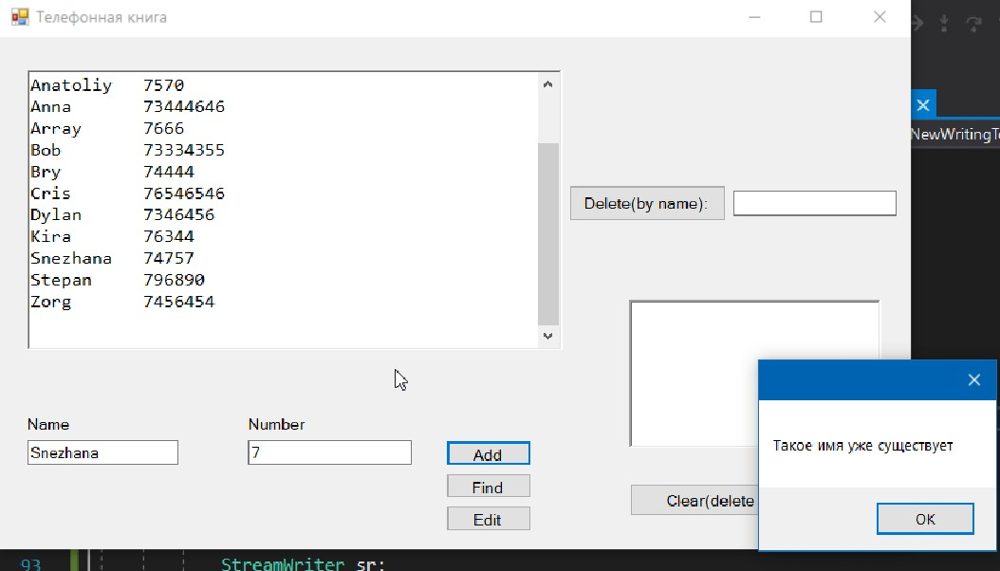 Телефонная книга
Anatoliy 7570
Anna 73444646
Array 7666
Bob 73334355
Bry 74444
Cris 76546546
Dylan 7346456
Kira 76344
Snezhana 74757
Stepan 796890
Zorg 7456454
Delete(by name):
Name Number
Snezhana 7
Add
Find
Edit
Clear(delete
Такое имя уже существует
OK
93 StreamWriter sr;